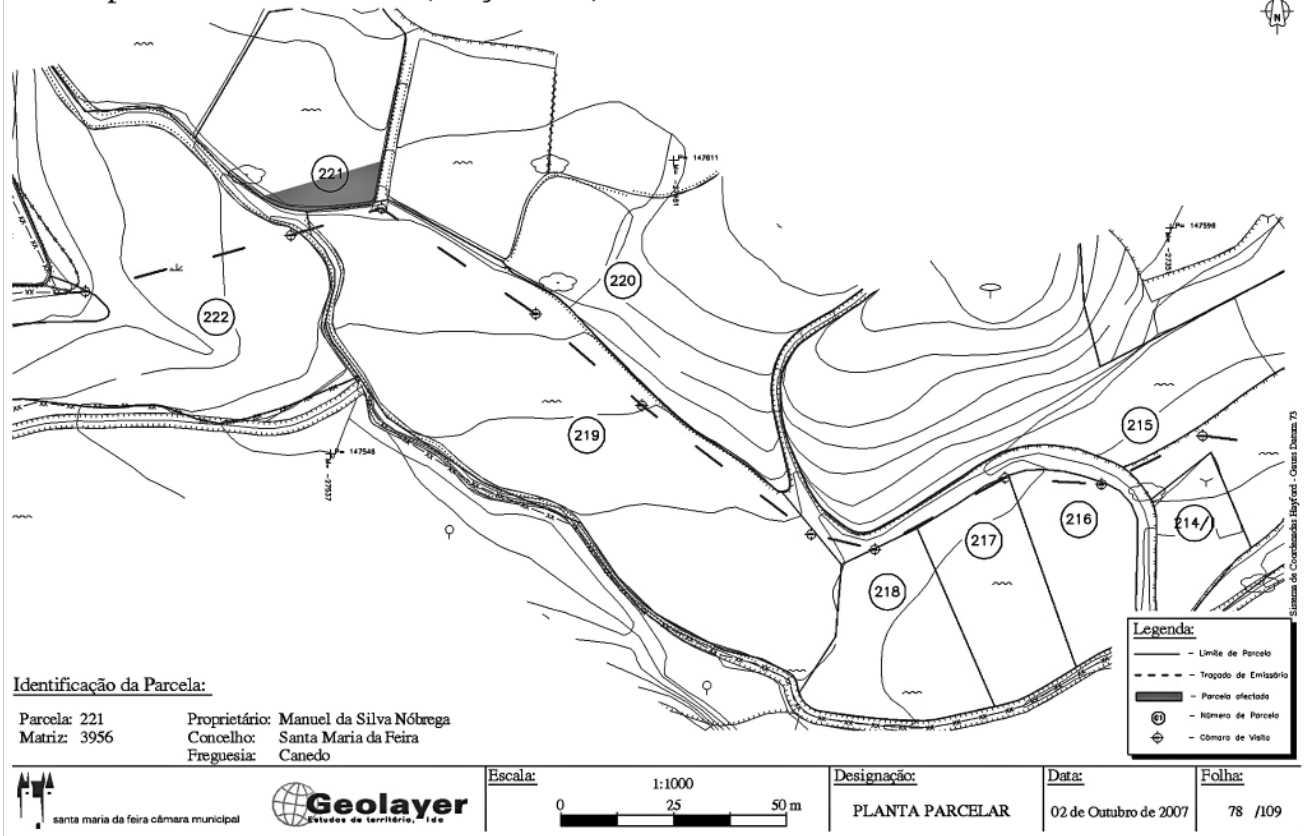 N
221
P= 147611
P= 147596
220
222
219
215
P= 147546
-27537
214/1
216
217
218
Sistema de Coordenadas Hayford - Gauss Datum 73
Legenda:
- Limite de Parcela
- Traçado de Emissário
- Parcela afectada
61 - Número de Parcela
- Câmara de Visita
Identificação da Parcela:
Parcela: 221 Proprietário: Manuel da Silva Nóbrega
Matriz: 3956 Concelho: Santa Maria da Feira
Freguesia: Canedo
santa maria da feira câmara municipal
Geolayer
Estudos de território, lda
Escala:
1:1000
0 25 50 m
Designação:
PLANTA PARCELAR
Data:
02 de Outubro de 2007
Folha:
78 /109